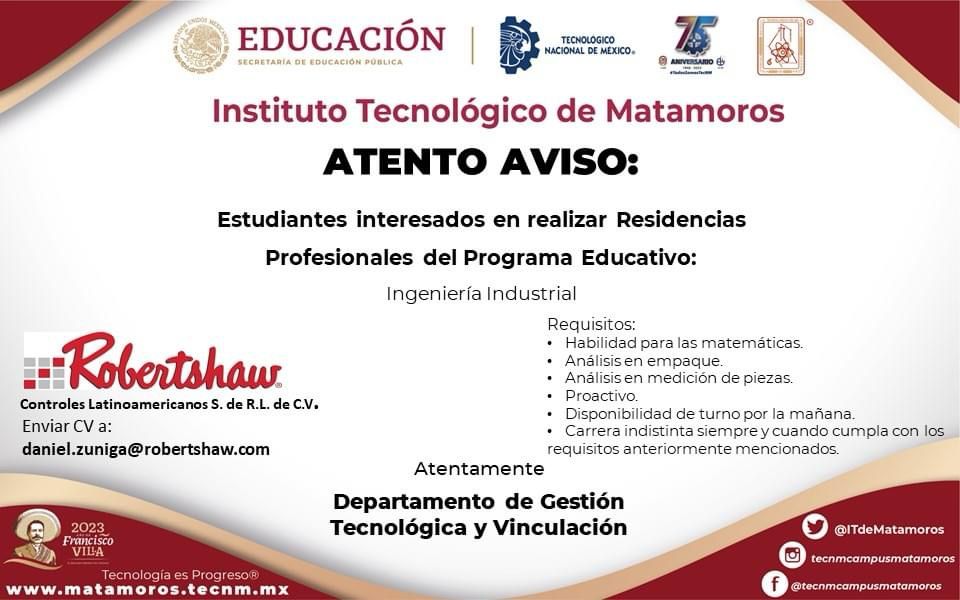 EDUCACIÓN
SECRETARÍA DE EDUCACIÓN PÚBLICA
TECNOLÓGICO
NACIONAL DE MÉXICO®
75
ANIVERSARIO
#TodosSomosTecNM
Instituto Tecnológico de Matamoros
ATENTO AVISO:
Estudiantes interesados en realizar Residencias
Profesionales del Programa Educativo:
Ingeniería Industrial
Robertshaw®
Controles Latinoamericanos S. de R.L. de C.V.
Enviar CV a:
daniel.zuniga@robertshaw.com
Requisitos:
• Habilidad para las matemáticas.
• Análisis en empaque.
• Análisis en medición de piezas.
• Proactivo.
• Disponibilidad de turno por la mañana.
• Carrera indistinta siempre y cuando cumpla con los
requisitos anteriormente mencionados.
Atentamente
Departamento de Gestión
Tecnológica y Vinculación
2023
Francisco
VILLA
Tecnología es Progreso®
www.matamoros.tecnm.mx
@ITdeMatamoros
tecnmcampusmatamoros
@tecnmcampusmatamoros